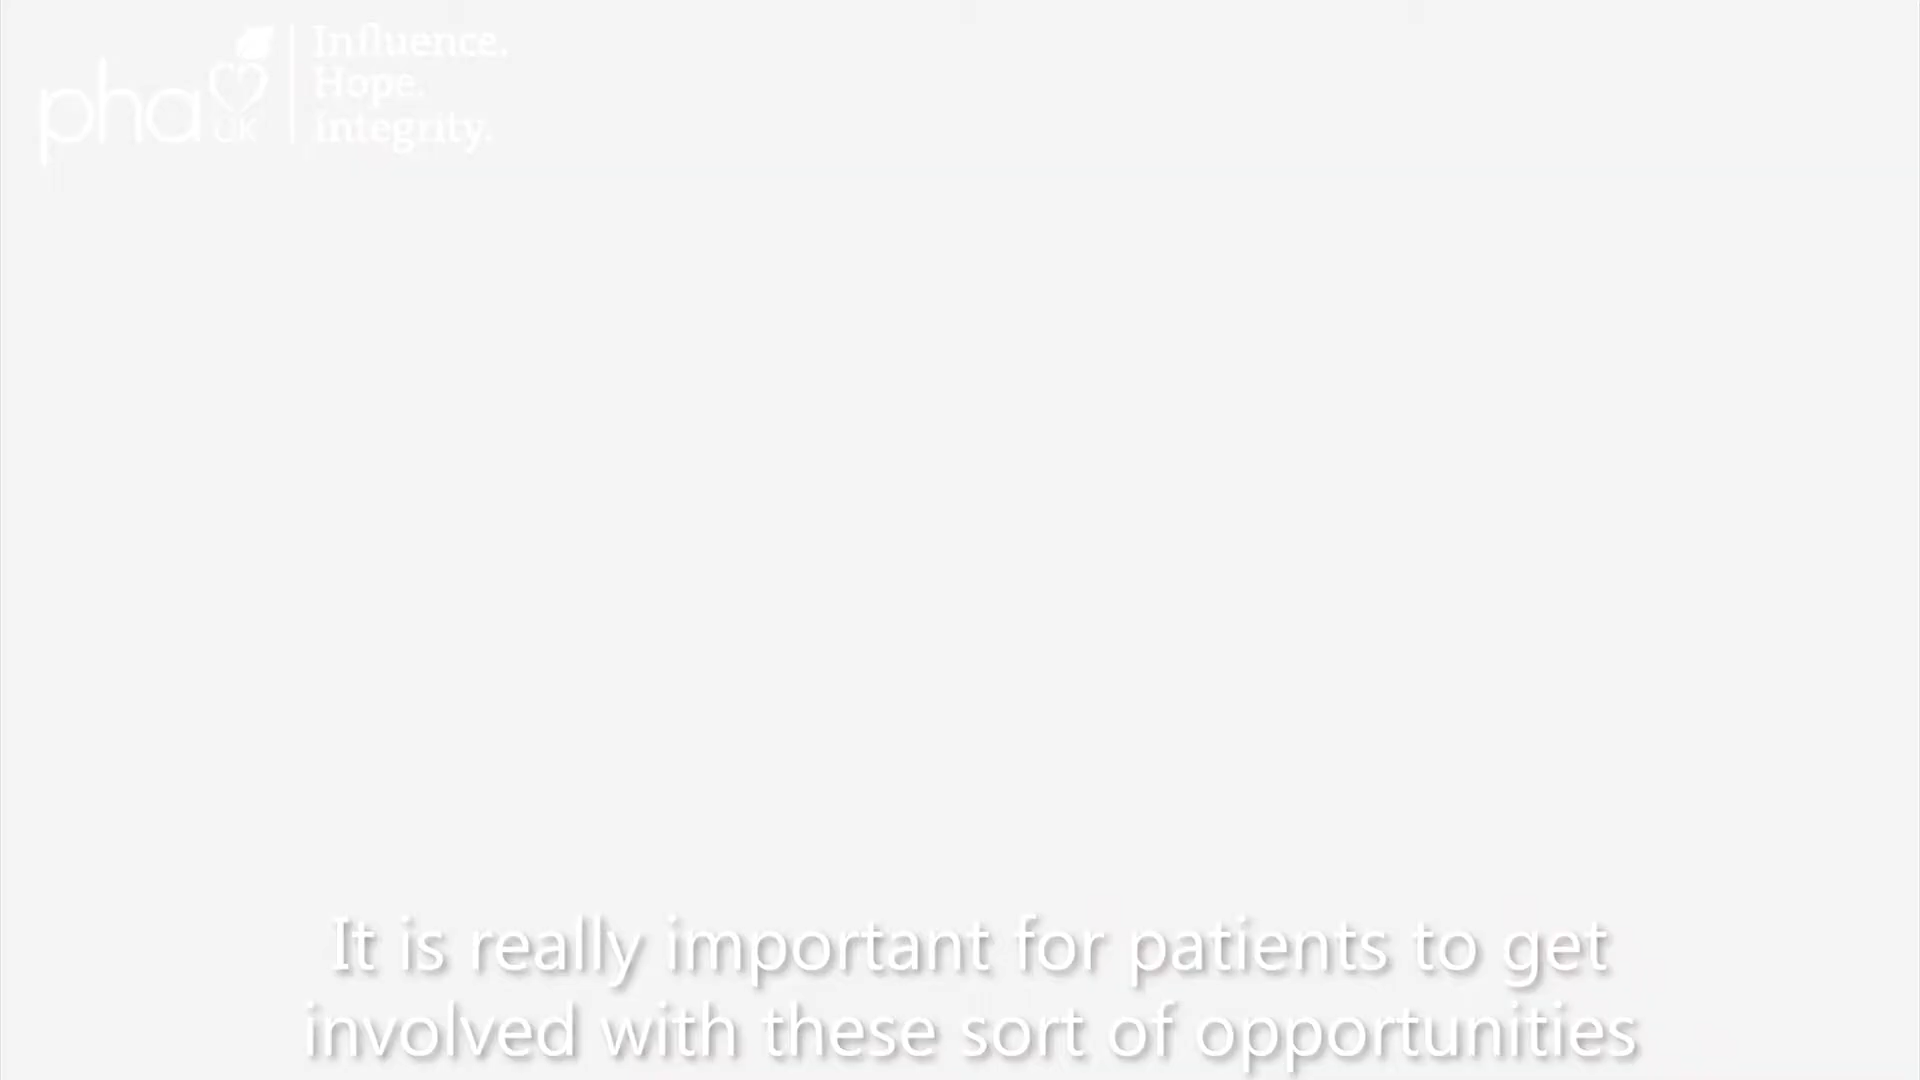 pha UK
Influence.
Hope.
Integrity.
It is really important for patients to get
involved with these sort of opportunities